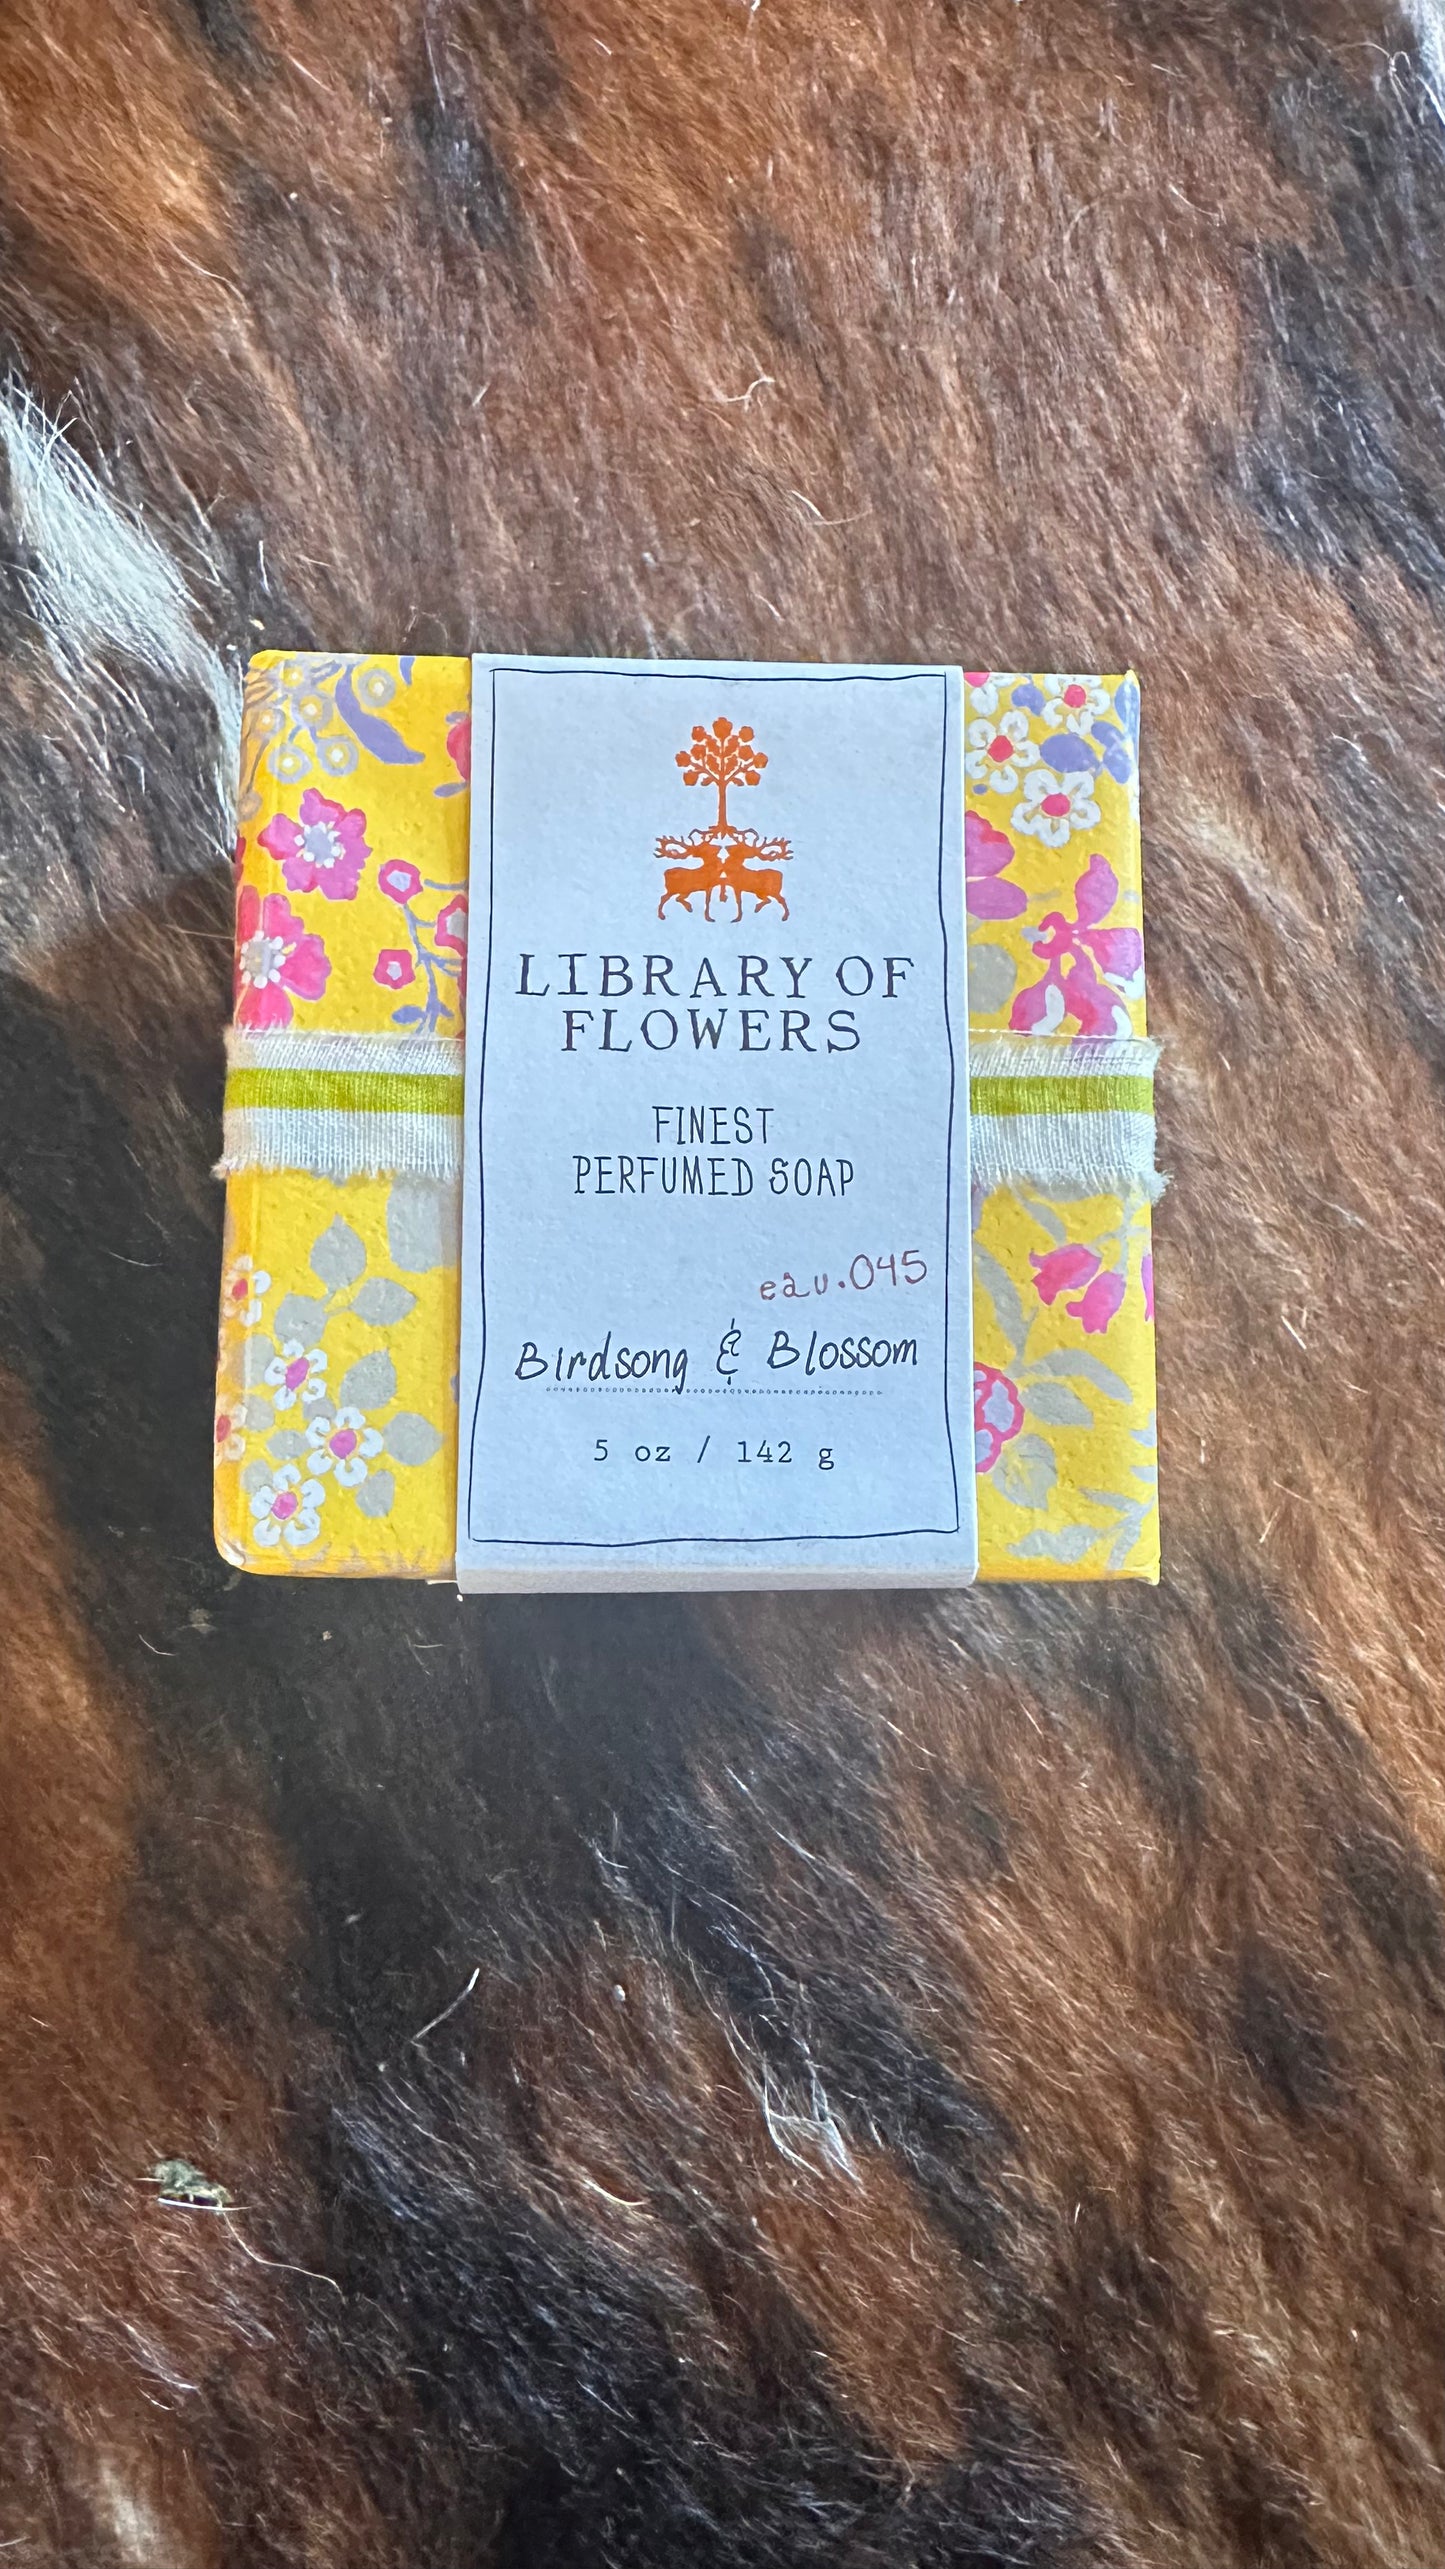 LIBRARY OF
FLOWERS
FINEST
PERFUMED SOAP
eau.045
Birdsong & Blossom
5 oz / 142 g